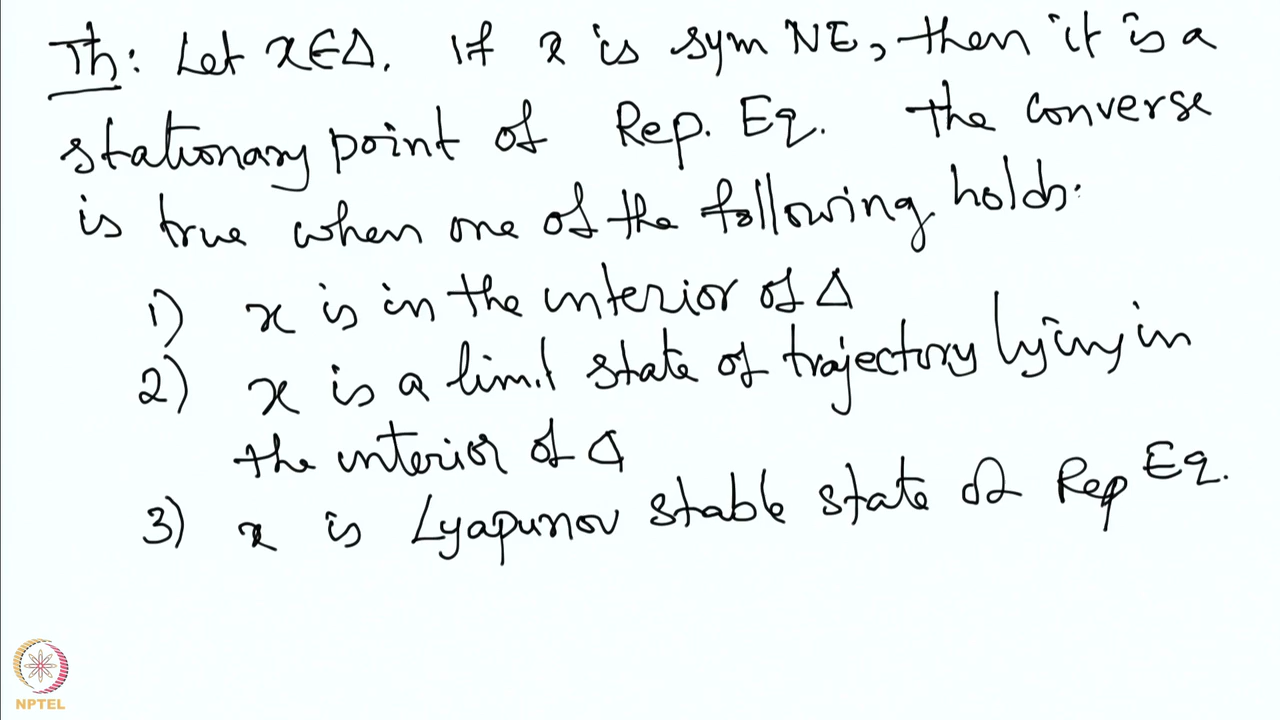 Th: Let x∈Δ. If x is sym NE, then it is a
stationary point of Rep. Eq. The converse
is true when one of the following holds:
1) x is in the interior of Δ
2) x is a limit state of trajectory lying in
the interior of Δ
3) x is Lyapunov stable state of Rep Eq.
NPTEL